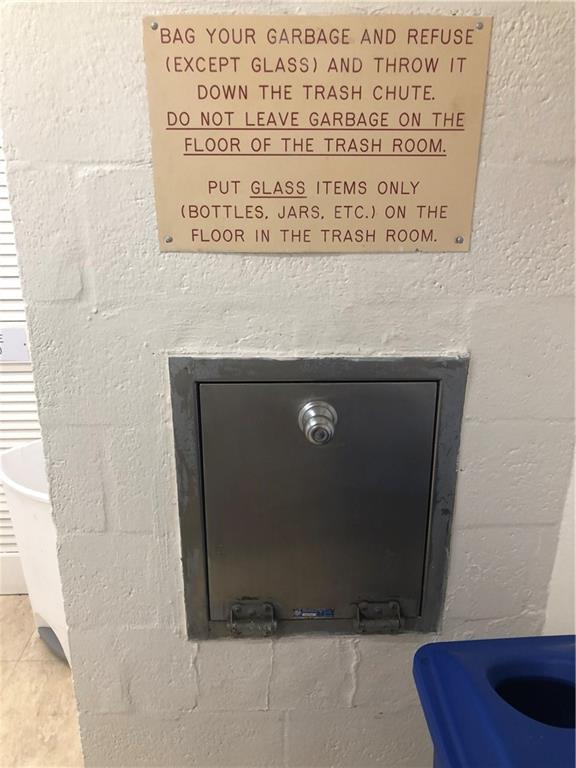 BAG YOUR GARBAGE AND REFUSE
(EXCEPT GLASS) AND THROW IT
DOWN THE TRASH CHUTE.
DO NOT LEAVE GARBAGE ON THE
FLOOR OF THE TRASH ROOM.
PUT GLASS ITEMS ONLY
(BOTTLES, JARS, ETC.) ON THE
FLOOR IN THE TRASH ROOM.